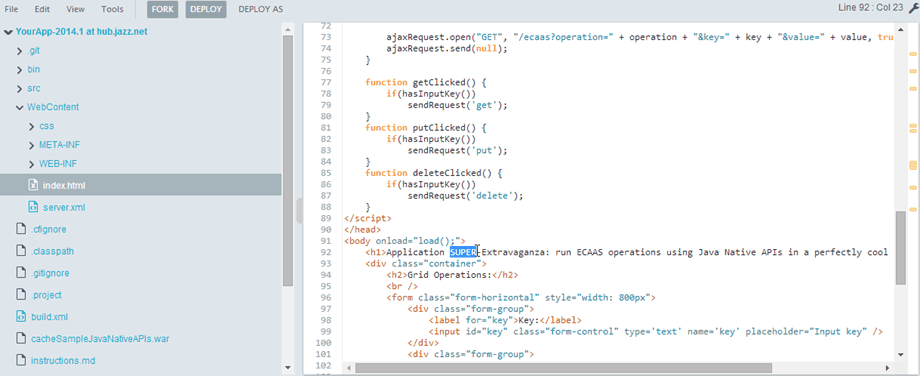 File Edit View Tools FORK DEPLOY DEPLOY AS Line 92 : Col 23
YourApp-2014.1 at hub.jazz.net
.git
bin
src
WebContent
css
META-INF
WEB-INF
index.html
server.xml
.cfignore
.classpath
.gitignore
.project
build.xml
cacheSampleJavaNativeAPIs.war
instructions.md
72
73 ajaxRequest.open("GET", "/ecaas?operation=" + operation + "&key=" + key + "&value=" + value, tru
74 ajaxRequest.send(null);
75 }
76
77 function getClicked() {
78 if(hasInputKey())
79 sendRequest('get');
80 }
81 function putClicked() {
82 if(hasInputKey())
83 sendRequest('put');
84 }
85 function deleteClicked() {
86 if(hasInputKey())
87 sendRequest('delete');
88 }
89 </script>
90 </head>
91 <body onload="load();">
92 <h1>Application SUPER-Extravaganza: run ECAAS operations using Java Native APIs in a perfectly cool
93 <div class="container">
94 <h2>Grid Operations:</h2>
95 <br />
96 <form class="form-horizontal" style="width: 800px">
97 <div class="form-group">
98 <label for="key">Key:</label>
99 <input id="key" class="form-control" type='text' name='key' placeholder="Input key" />
100 </div>
101 <div class="form-group">
102